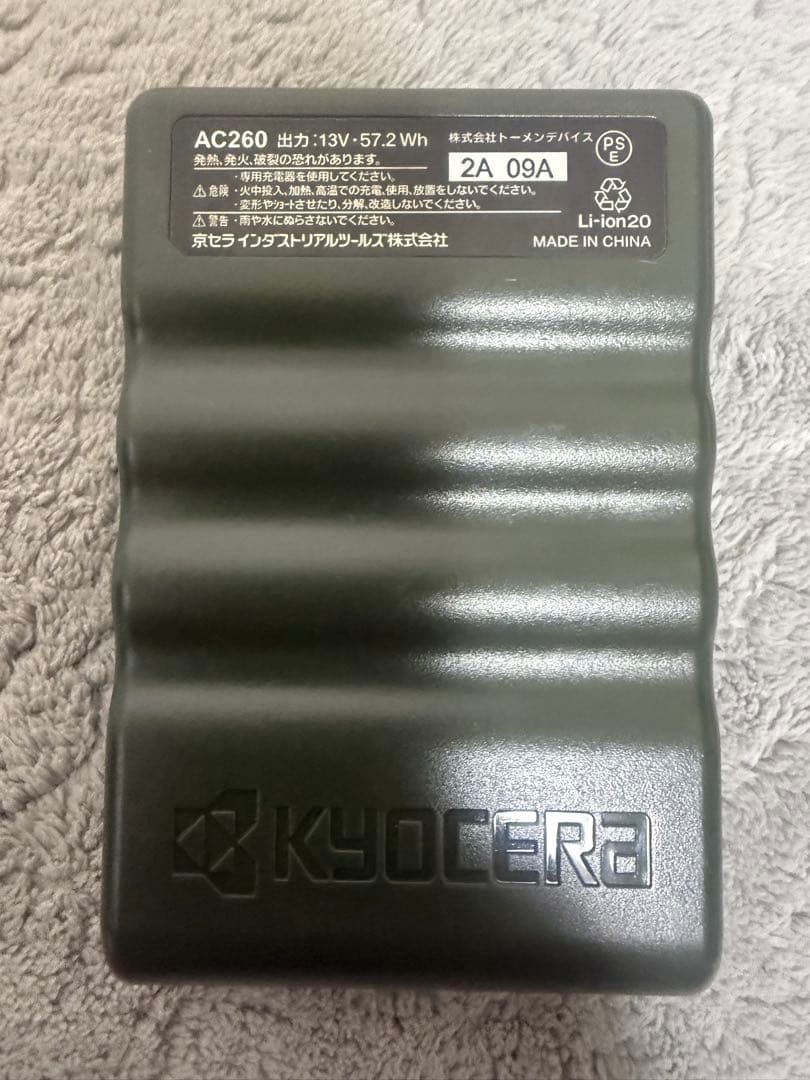 AC260 出力:13V・57.2 Wh
株式会社トーメンデバイス
PS
E
発熱、発火、破裂の恐れがあります。
2A 09A
・専用充電器を使用してください。
⚠危険・火中投入、加熱、高温での充電、使用、放置をしないでください。
・変形やショートさせたり、分解、改造しないでください。
⚠警告・雨や水にぬらさないでください。
Li-ion20
京セラインダストリアルツールズ株式会社
MADE IN CHINA
KYOCERA